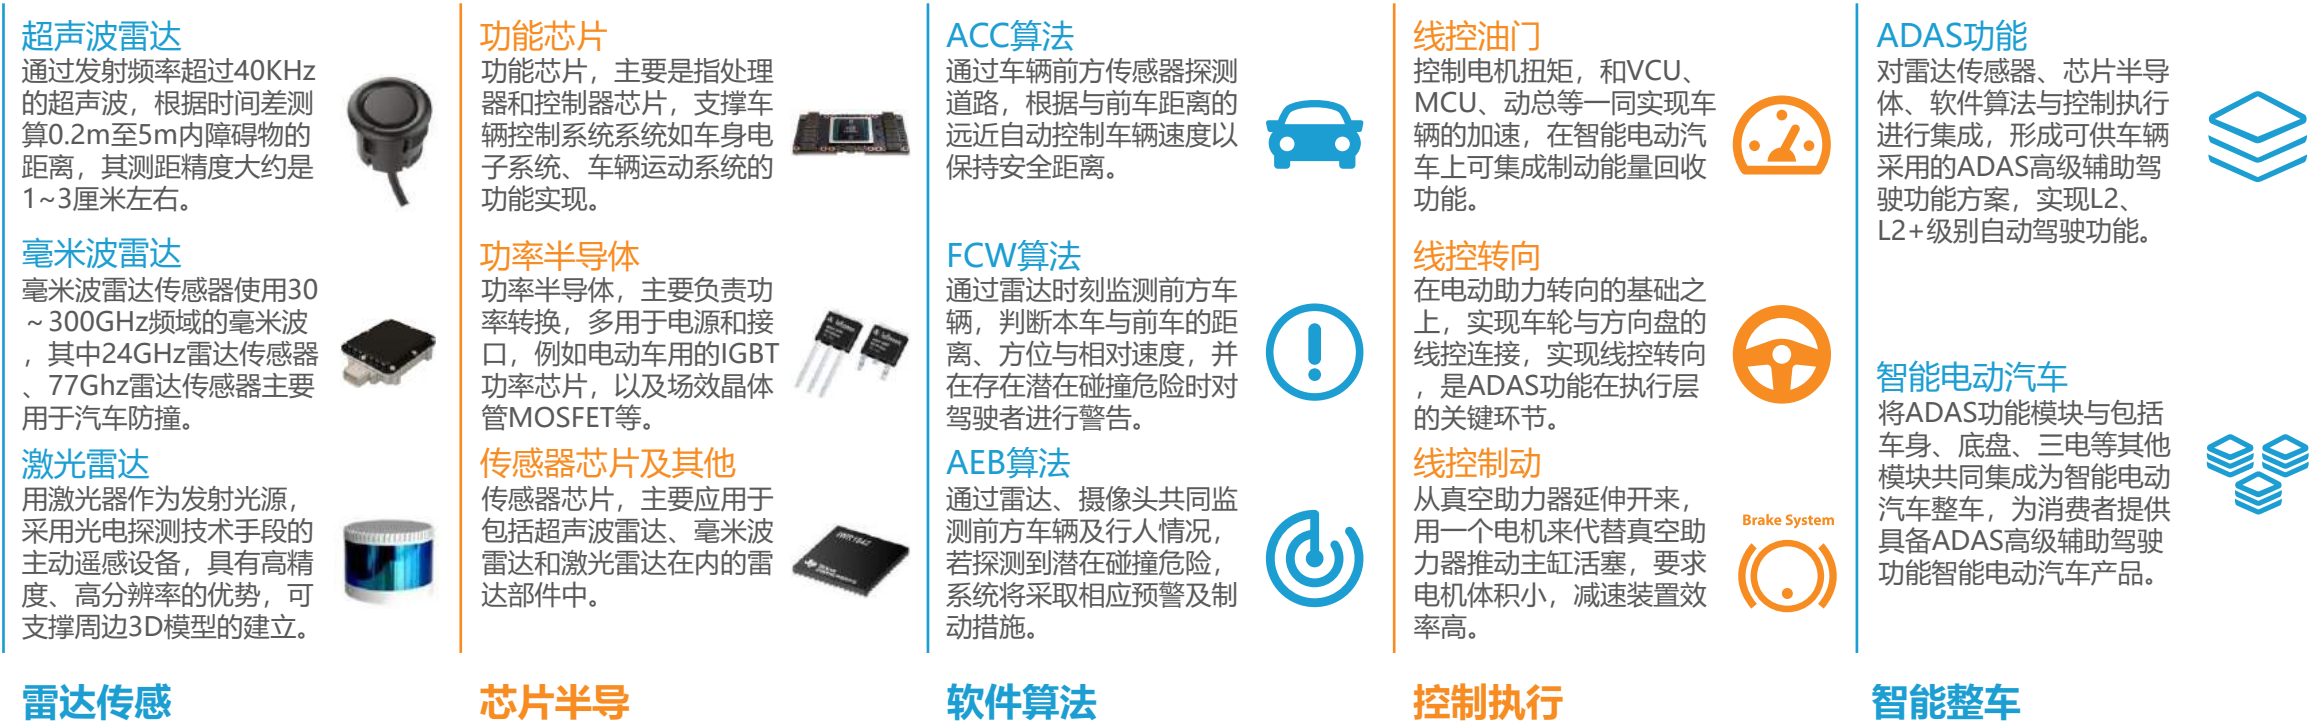 超声波雷达
通过发射频率超过40KHz
的超声波，根据时间差测
算0.2m至5m内障碍物的
距离，其测距精度大约是
1~3厘米左右。
毫米波雷达
毫米波雷达传感器使用30
～300GHz频域的毫米波
，其中24GHz雷达传感器
、77Ghz雷达传感器主要
用于汽车防撞。
激光雷达
用激光器作为发射光源，
采用光电探测技术手段的
主动遥感设备，具有高精
度、高分辨率的优势，可
支撑周边3D模型的建立。
雷达传感
功能芯片
功能芯片，主要是指处理
器和控制器芯片，支撑车
辆控制系统系统如车身电
子系统、车辆运动系统的
功能实现。
功率半导体
功率半导体，主要负责功
率转换，多用于电源和接
口，例如电动车用的IGBT
功率芯片，以及场效晶体
管MOSFET等。
传感器芯片及其他
传感器芯片，主要应用于
包括超声波雷达、毫米波
雷达和激光雷达在内的雷
达部件中。
芯片半导
ACC算法
通过车辆前方传感器探测
道路，根据与前车距离的
远近自动控制车辆速度以
保持安全距离。
FCW算法
通过雷达时刻监测前方车
辆，判断本车与前车的距
离、方位与相对速度，并
在存在潜在碰撞危险时对
驾驶者进行警告。
AEB算法
通过雷达、摄像头共同监
测前方车辆及行人情况，
若探测到潜在碰撞危险，
系统将采取相应预警及制
动措施。
软件算法
线控油门
控制电机扭矩，和VCU、
MCU、动总等一同实现车
辆的加速，在智能电动汽
车上可集成制动能量回收
功能。
线控转向
在电动助力转向的基础之
上，实现车轮与方向盘的
线控连接，实现线控转向
，是ADAS功能在执行层
的关键环节。
线控制动
从真空助力器延伸开来，
用一个电机来代替真空助
力器推动主缸活塞，要求
电机体积小，减速装置效
率高。
Brake System
控制执行
ADAS功能
对雷达传感器、芯片半导
体、软件算法与控制执行
进行集成，形成可供车辆
采用的ADAS高级辅助驾
驶功能方案，实现L2、
L2+级别自动驾驶功能。
智能电动汽车
将ADAS功能模块与包括
车身、底盘、三电等其他
模块共同集成为智能电动
汽车整车，为消费者提供
具备ADAS高级辅助驾驶
功能智能电动汽车产品。
智能整车